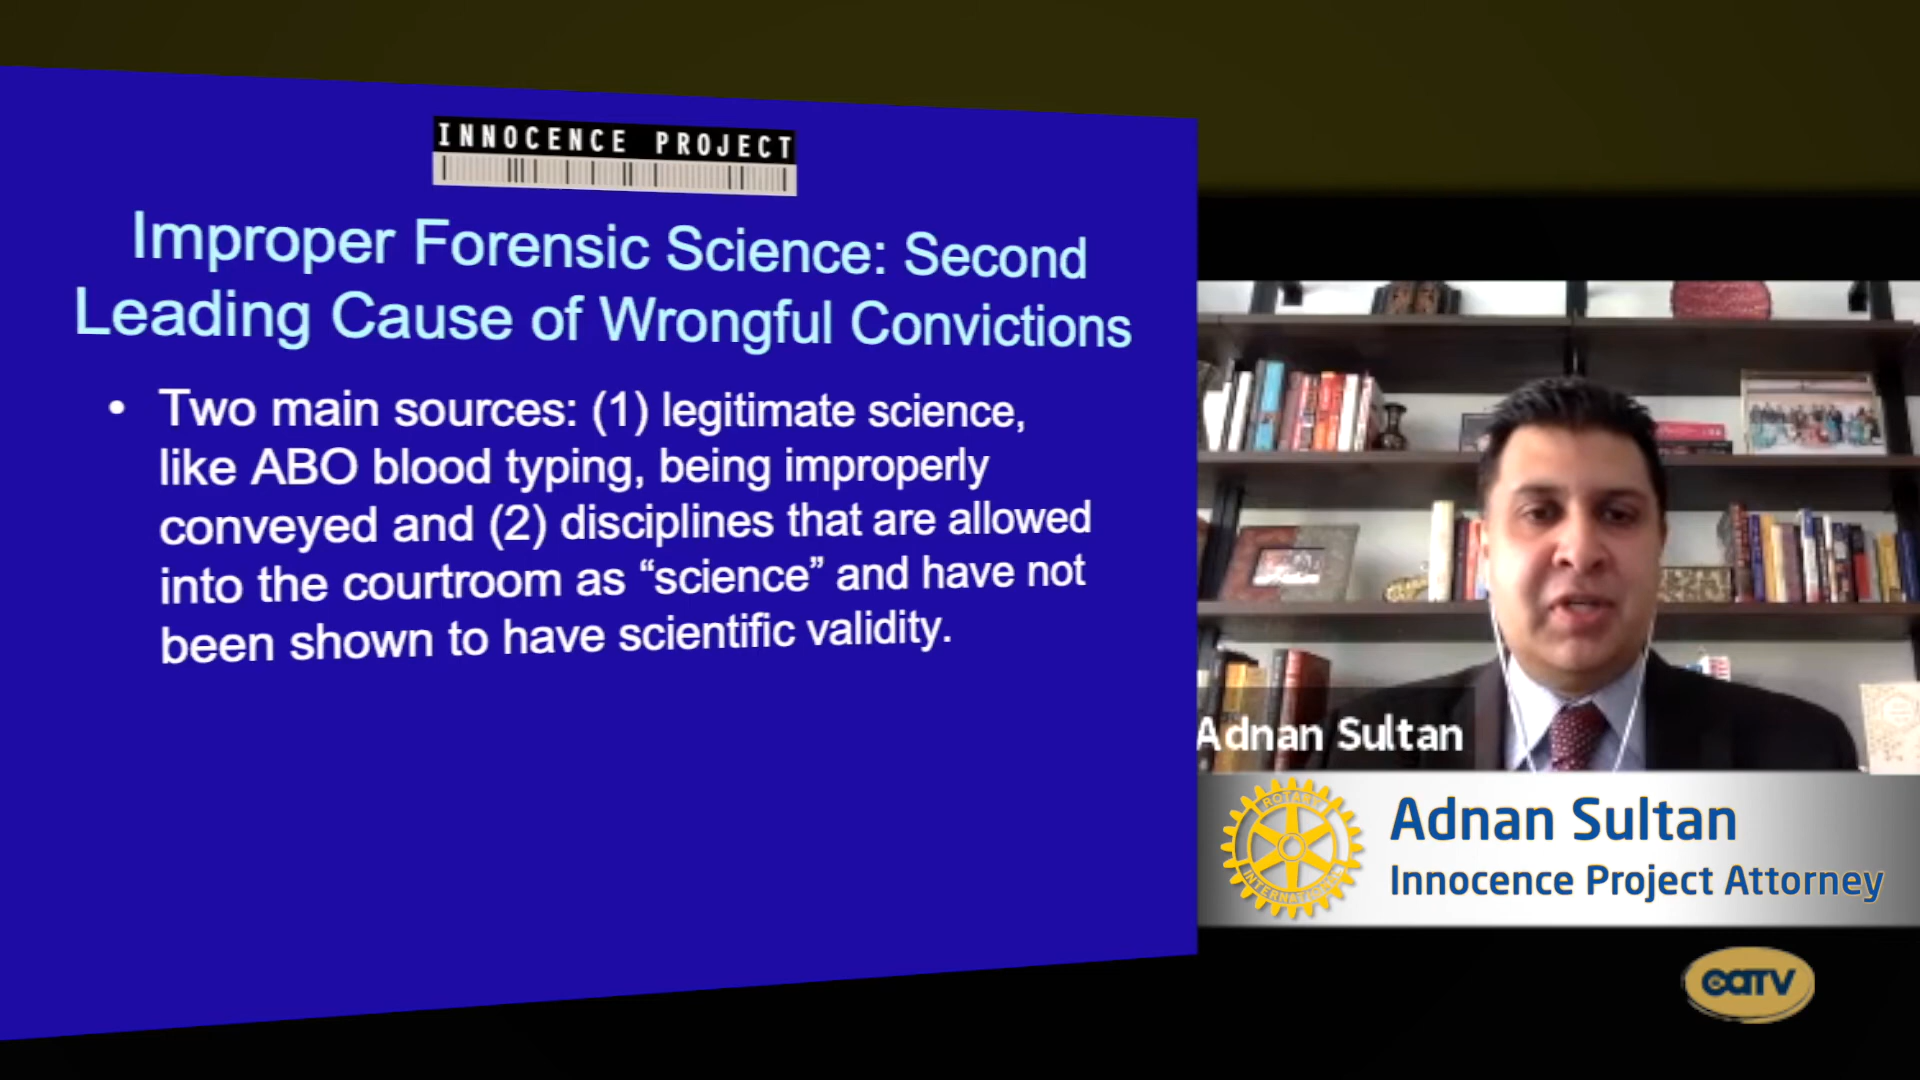 INNOCENCE PROJECT
Improper Forensic Science: Second
Leading Cause of Wrongful Convictions
• Two main sources: (1) legitimate science,
like ABO blood typing, being improperly
conveyed and (2) disciplines that are allowed
into the courtroom as “science” and have not
been shown to have scientific validity.
Adnan Sultan
ROTARY
INTERNATIONAL
Adnan Sultan
Innocence Project Attorney
catv